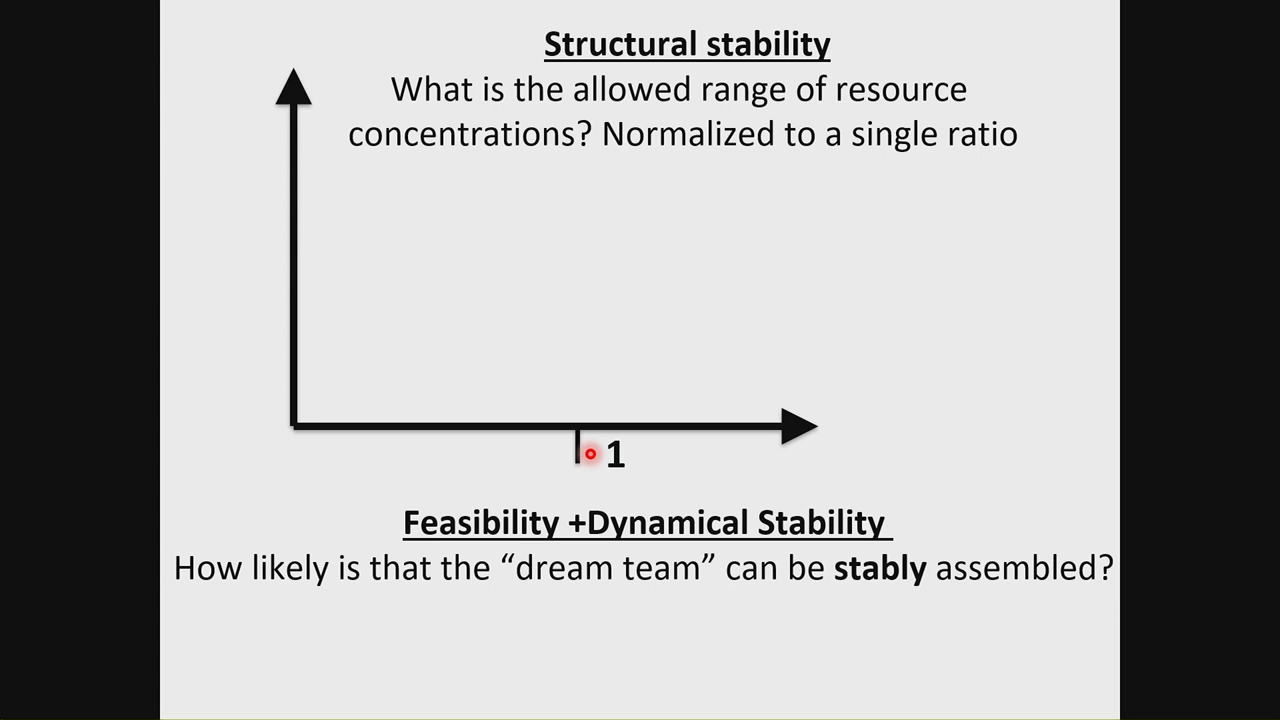 Structural stability
What is the allowed range of resource
concentrations? Normalized to a single ratio
1
Feasibility +Dynamical Stability
How likely is that the “dream team” can be stably assembled?